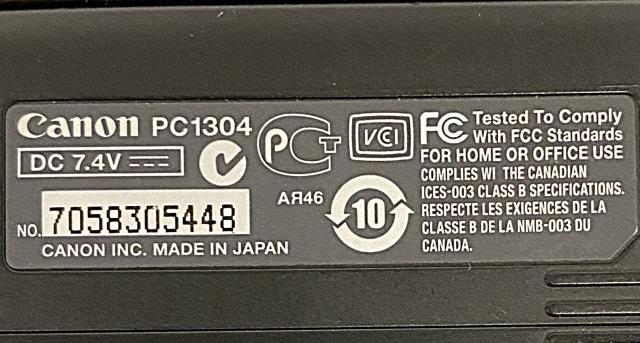 Canon PC1304
DC 7.4V
NO. 7058305448
CANON INC. MADE IN JAPAN
РСТ
АЯ46
VCI
10
FC Tested To Comply
With FCC Standards
FOR HOME OR OFFICE USE
COMPLIES WI THE CANADIAN
ICES-003 CLASS B SPECIFICATIONS.
RESPECTE LES EXIGENCES DE LA
CLASSE B DE LA NMB-003 DU
CANADA.